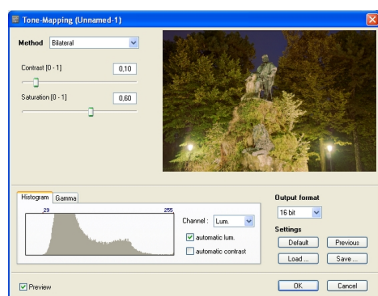 Tone-Mapping (Unnamed-1)
Method Bilateral
Contrast [0 - 1] 0,10
Saturation [0 - 1] 0,60
Histogram Gamma
29 255
Channel : Lum.
automatic lum.
automatic contrast
Output format
16 bit
Settings
Default Previous
Load ... Save ...
Preview
OK Cancel